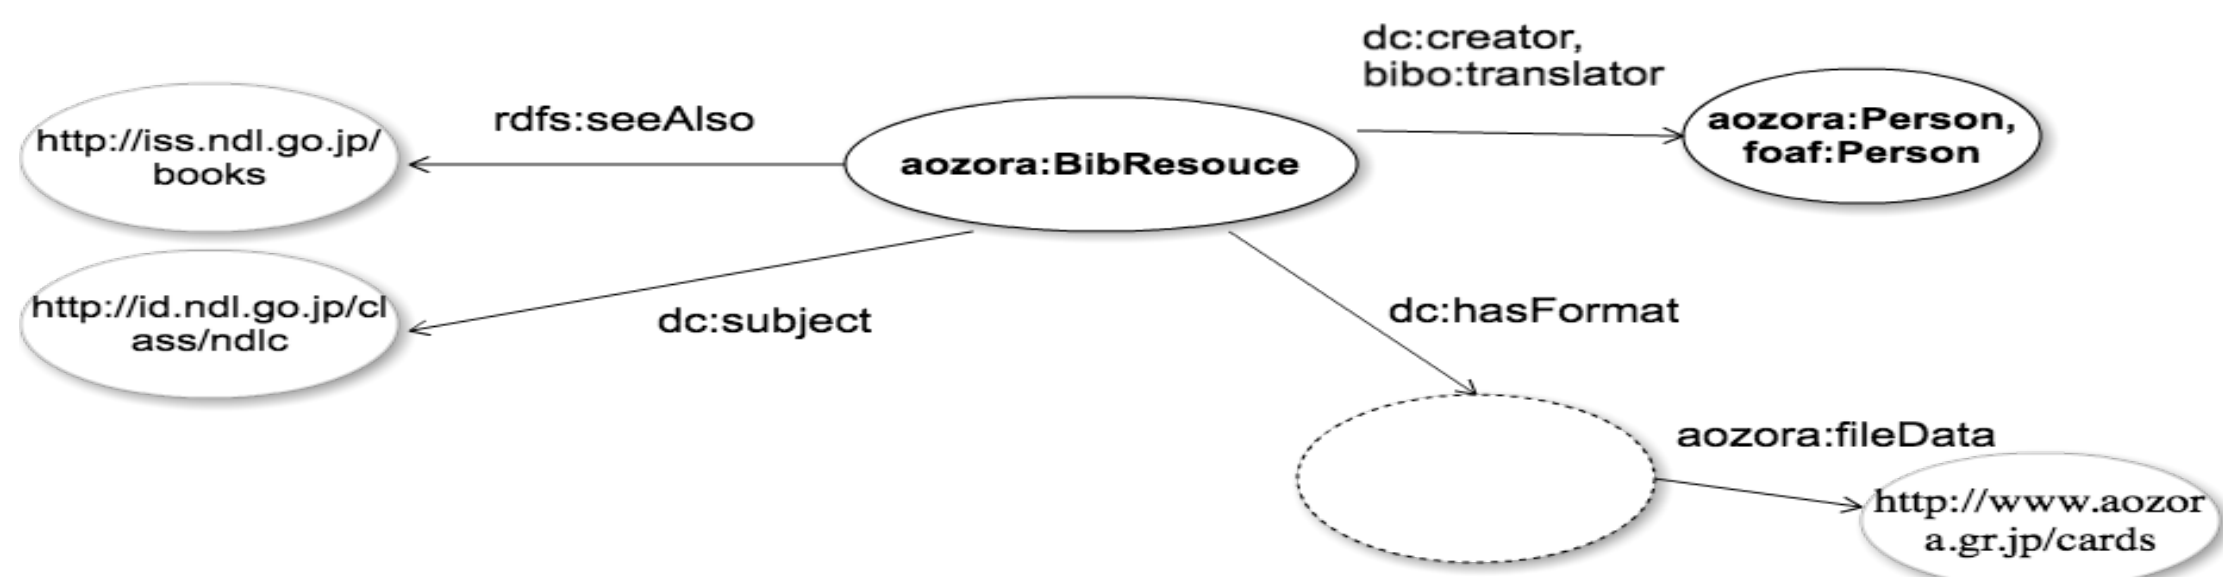 dc:creator,
bibo:translator
rdfs:seeAlso
http://iss.ndl.go.jp/
books
aozora:BibResouce
aozora:Person,
foaf:Person
http://id.ndl.go.jp/cl
ass/ndlc
dc:subject
dc:hasFormat
aozora:fileData
http://www.aozor
a.gr.jp/cards